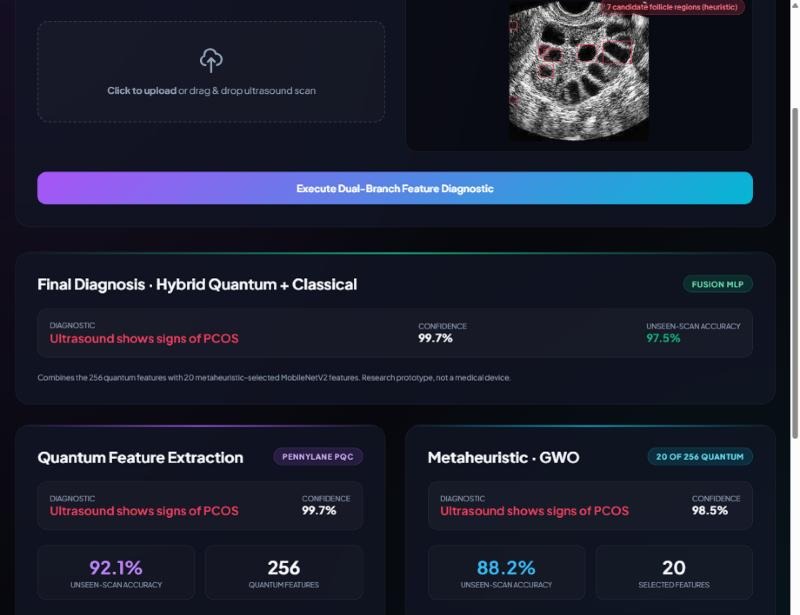 7 candidate follicle regions (heuristic)
Click to upload or drag & drop ultrasound scan
Execute Dual-Branch Feature Diagnostic
Final Diagnosis · Hybrid Quantum + Classical
FUSION MLP
DIAGNOSTIC
Ultrasound shows signs of PCOS
CONFIDENCE
99.7%
UNSEEN-SCAN ACCURACY
97.5%
Combines the 256 quantum features with 20 metaheuristic-selected MobileNetV2 features. Research prototype, not a medical device.
Quantum Feature Extraction
PENNYLANE PQC
DIAGNOSTIC
Ultrasound shows signs of PCOS
CONFIDENCE
99.7%
92.1%
UNSEEN-SCAN ACCURACY
256
QUANTUM FEATURES
Metaheuristic · GWO
20 OF 256 QUANTUM
DIAGNOSTIC
Ultrasound shows signs of PCOS
CONFIDENCE
98.5%
88.2%
UNSEEN-SCAN ACCURACY
20
SELECTED FEATURES